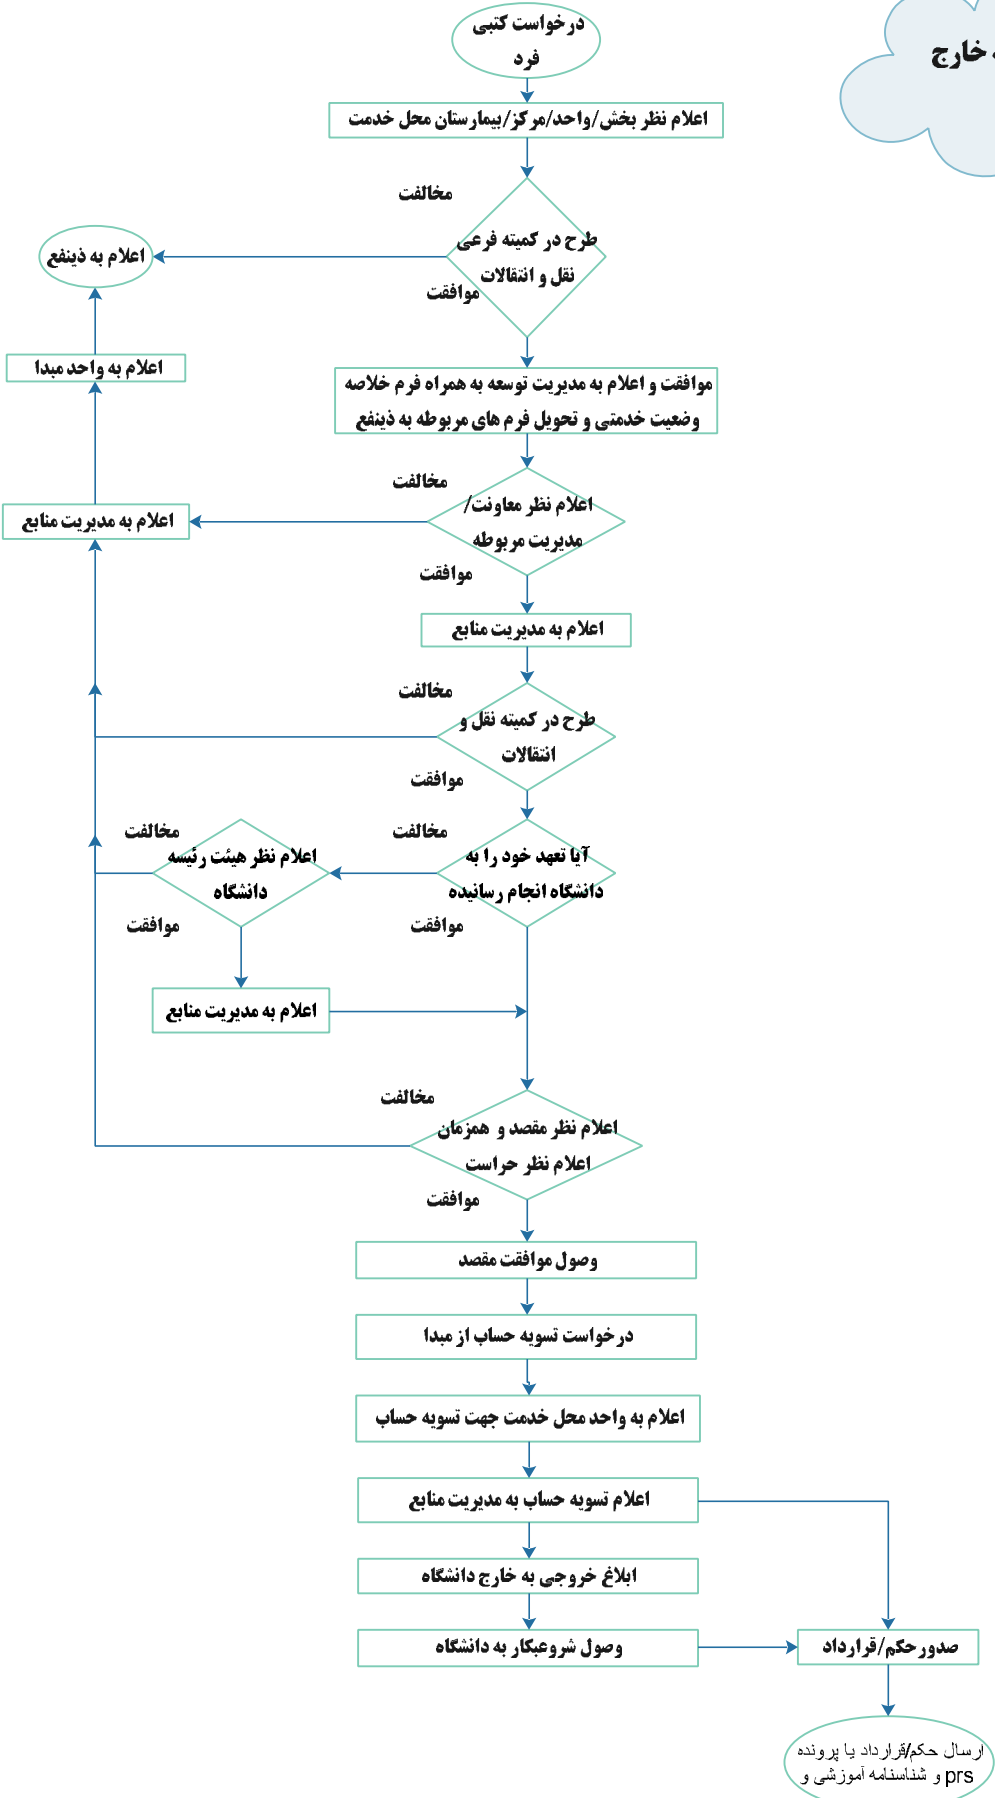 درخواست کتبی
فرد
ه خارج
اعلام نظر بخش/واحد/مرکز/بیمارستان محل خدمت
مخالفت
طرح در کمیته فرعی
نقل و انتقالات
موافقت
اعلام به ذینفع
اعلام به واحد مبدا
موافقت و اعلام به مدیریت توسعه به همراه فرم خلاصه
وضعیت خدمتی و تحویل فرم های مربوطه به ذینفع
مخالفت
اعلام نظر معاونت/
مدیریت مربوطه
اعلام به مدیریت منابع
موافقت
اعلام به مدیریت منابع
مخالفت
طرح در کمیته نقل و
انتقالات
موافقت
مخالفت
آیا تعهد خود را به
دانشگاه انجام رسانیده
موافقت
مخالفت
اعلام نظر هیئت رئیسه
دانشگاه
موافقت
اعلام به مدیریت منابع
مخالفت
اعلام نظر مقصد و همزمان
اعلام نظر حراست
موافقت
وصول موافقت مقصد
درخواست تسویه حساب از مبدا
اعلام به واحد محل خدمت جهت تسویه حساب
اعلام تسویه حساب به مدیریت منابع
ابلاغ خروجی به خارج دانشگاه
وصول شروعبکار به دانشگاه
صدورحکم/قرارداد
ارسال حکم/قرارداد یا پرونده
prs و شناسنامه آموزشی و